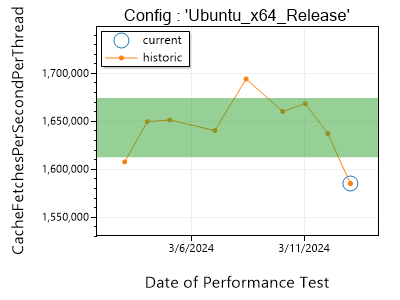 Config : 'Ubuntu_x64_Release'
current
historic
CacheFetchesPerSecondPerThread
1,700,000
1,650,000
1,600,000
1,550,000
3/6/2024
3/11/2024
Date of Performance Test